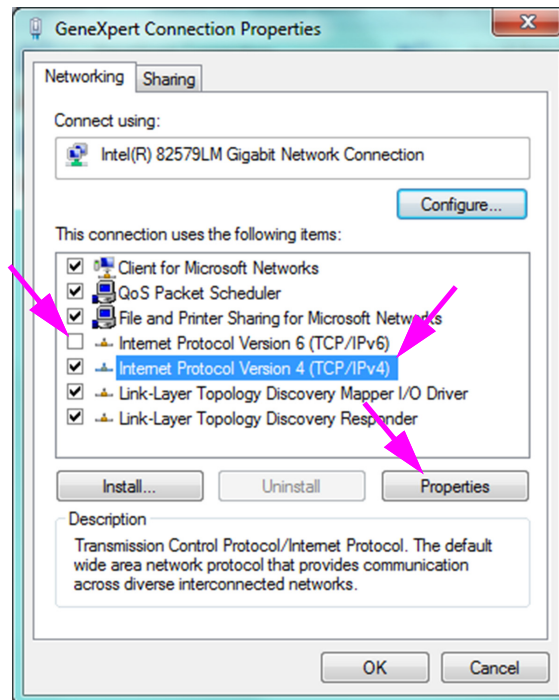 GeneXpert Connection Properties
Networking Sharing
Connect using:
Intel(R) 82579LM Gigabit Network Connection
Configure...
This connection uses the following items:
Client for Microsoft Networks
QoS Packet Scheduler
File and Printer Sharing for Microsoft Networks
Internet Protocol Version 6 (TCP/IPv6)
Internet Protocol Version 4 (TCP/IPv4)
Link-Layer Topology Discovery Mapper I/O Driver
Link-Layer Topology Discovery Responder
Install... Uninstall Properties
Description
Transmission Control Protocol/Internet Protocol. The default
wide area network protocol that provides communication
across diverse interconnected networks.
OK Cancel